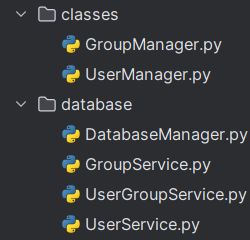 classes
GroupManager.py
UserManager.py
database
DatabaseManager.py
GroupService.py
UserGroupService.py
UserService.py